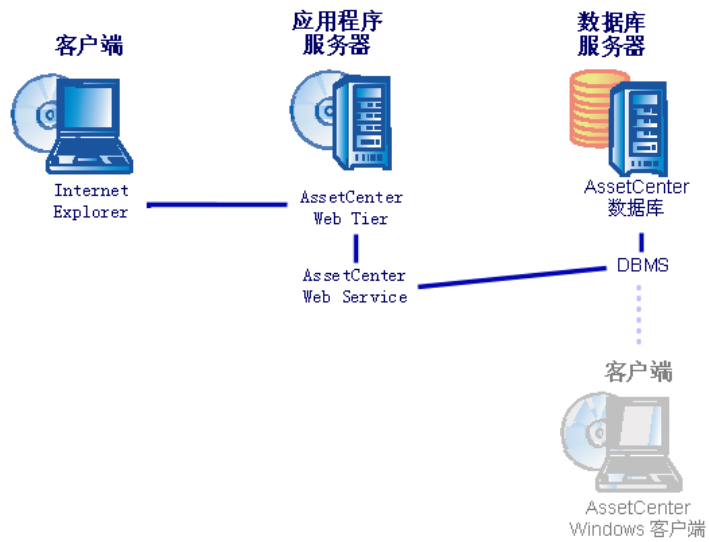 客户端
应用程序
服务器
数据库
服务器
Internet
Explorer
AssetCenter
Web Tier
AssetCenter
Web Service
AssetCenter
数据库
DBMS
客户端
AssetCenter
Windows 客户端